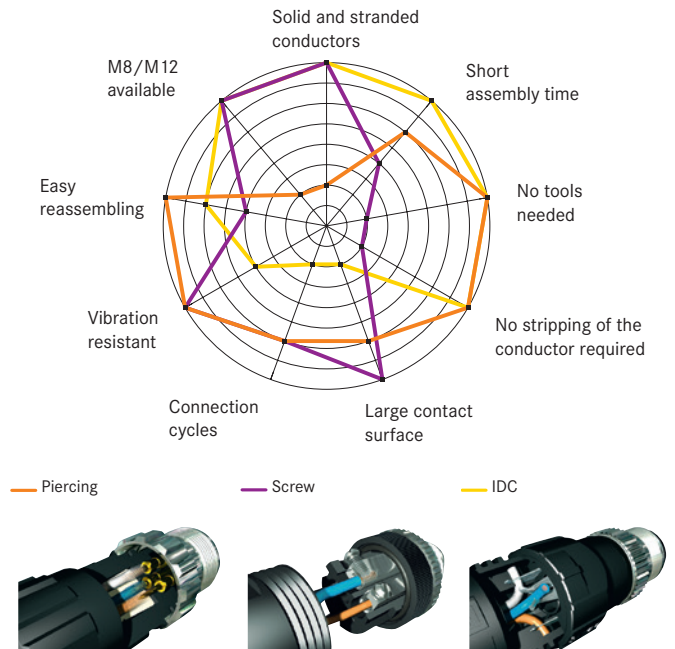 Solid and stranded
conductors
M8/M12
available
Short
assembly time
Easy
reassembling
No tools
needed
Vibration
resistant
No stripping of the
conductor required
Connection
cycles
Large contact
surface
Piercing
Screw
IDC